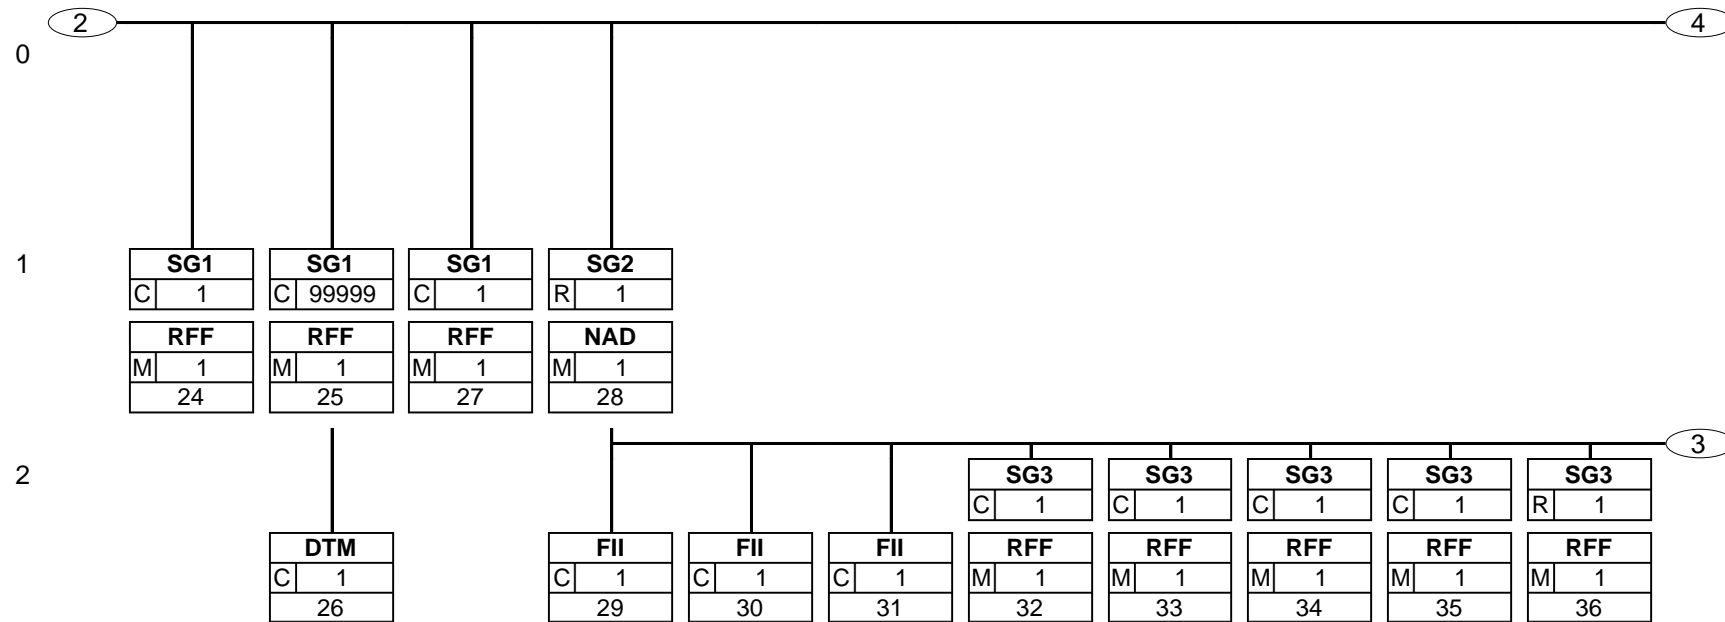 2 4
0
1
SG1 SG1 SG1 SG2
C 1 C 99999 C 1 R 1
RFF RFF RFF NAD
M 1 M 1 M 1 M 1
24 25 27 28
3
2
SG3 SG3 SG3 SG3 SG3
C 1 C 1 C 1 C 1 R 1
DTM FII FII FII RFF RFF RFF RFF RFF
C 1 C 1 C 1 C 1 M 1 M 1 M 1 M 1 M 1
26 29 30 31 32 33 34 35 36